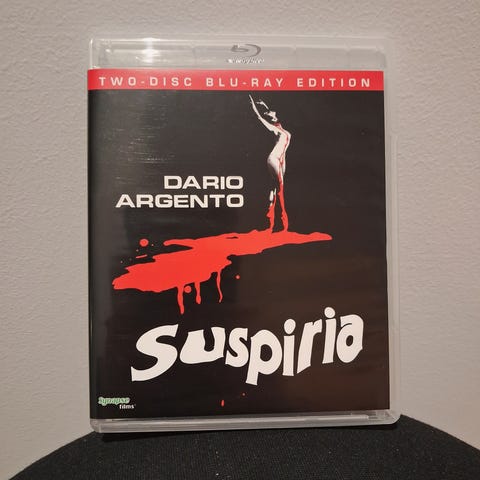 TWO-DISC BLU-RAY EDITION
DARIO
ARGENTO
Suspiria
Synapse
films